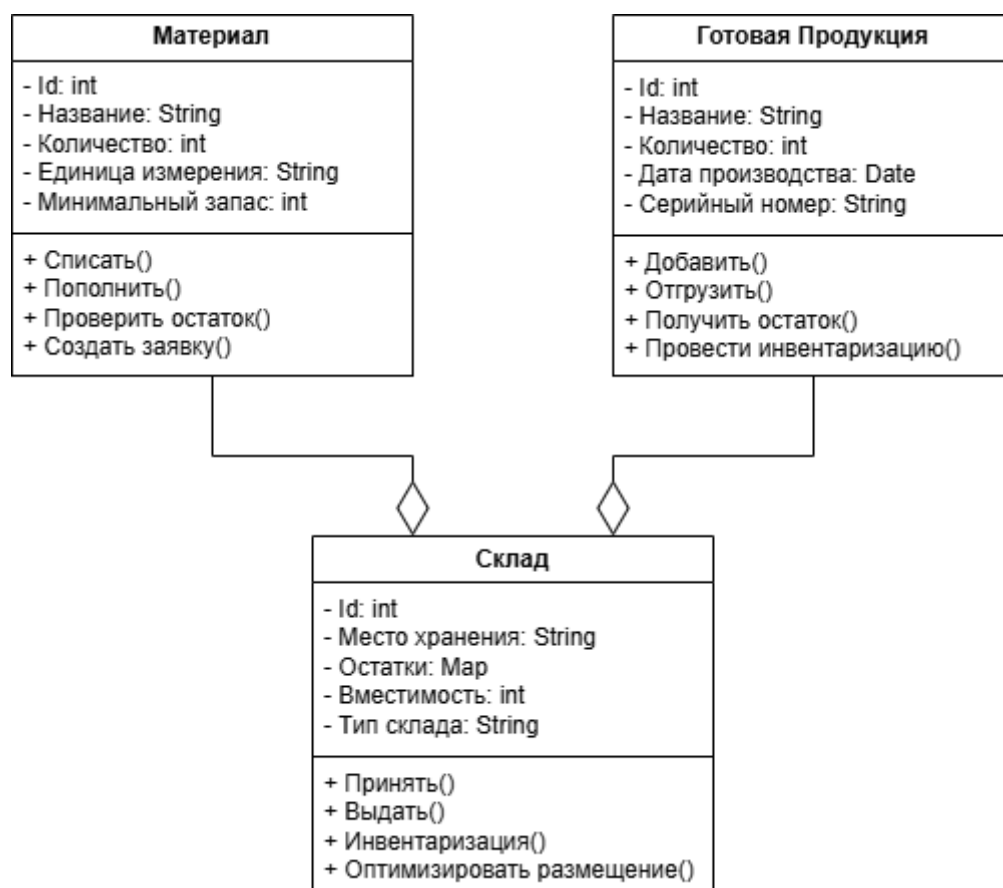 Материал
- Id: int
- Название: String
- Количество: int
- Единица измерения: String
- Минимальный запас: int
+ Списать()
+ Пополнить()
+ Проверить остаток()
+ Создать заявку()
Готовая Продукция
- Id: int
- Название: String
- Количество: int
- Дата производства: Date
- Серийный номер: String
+ Добавить()
+ Отгрузить()
+ Получить остаток()
+ Провести инвентаризацию()
Склад
- Id: int
- Место хранения: String
- Остатки: Map
- Вместимость: int
- Тип склада: String
+ Принять()
+ Выдать()
+ Инвентаризация()
+ Оптимизировать размещение()